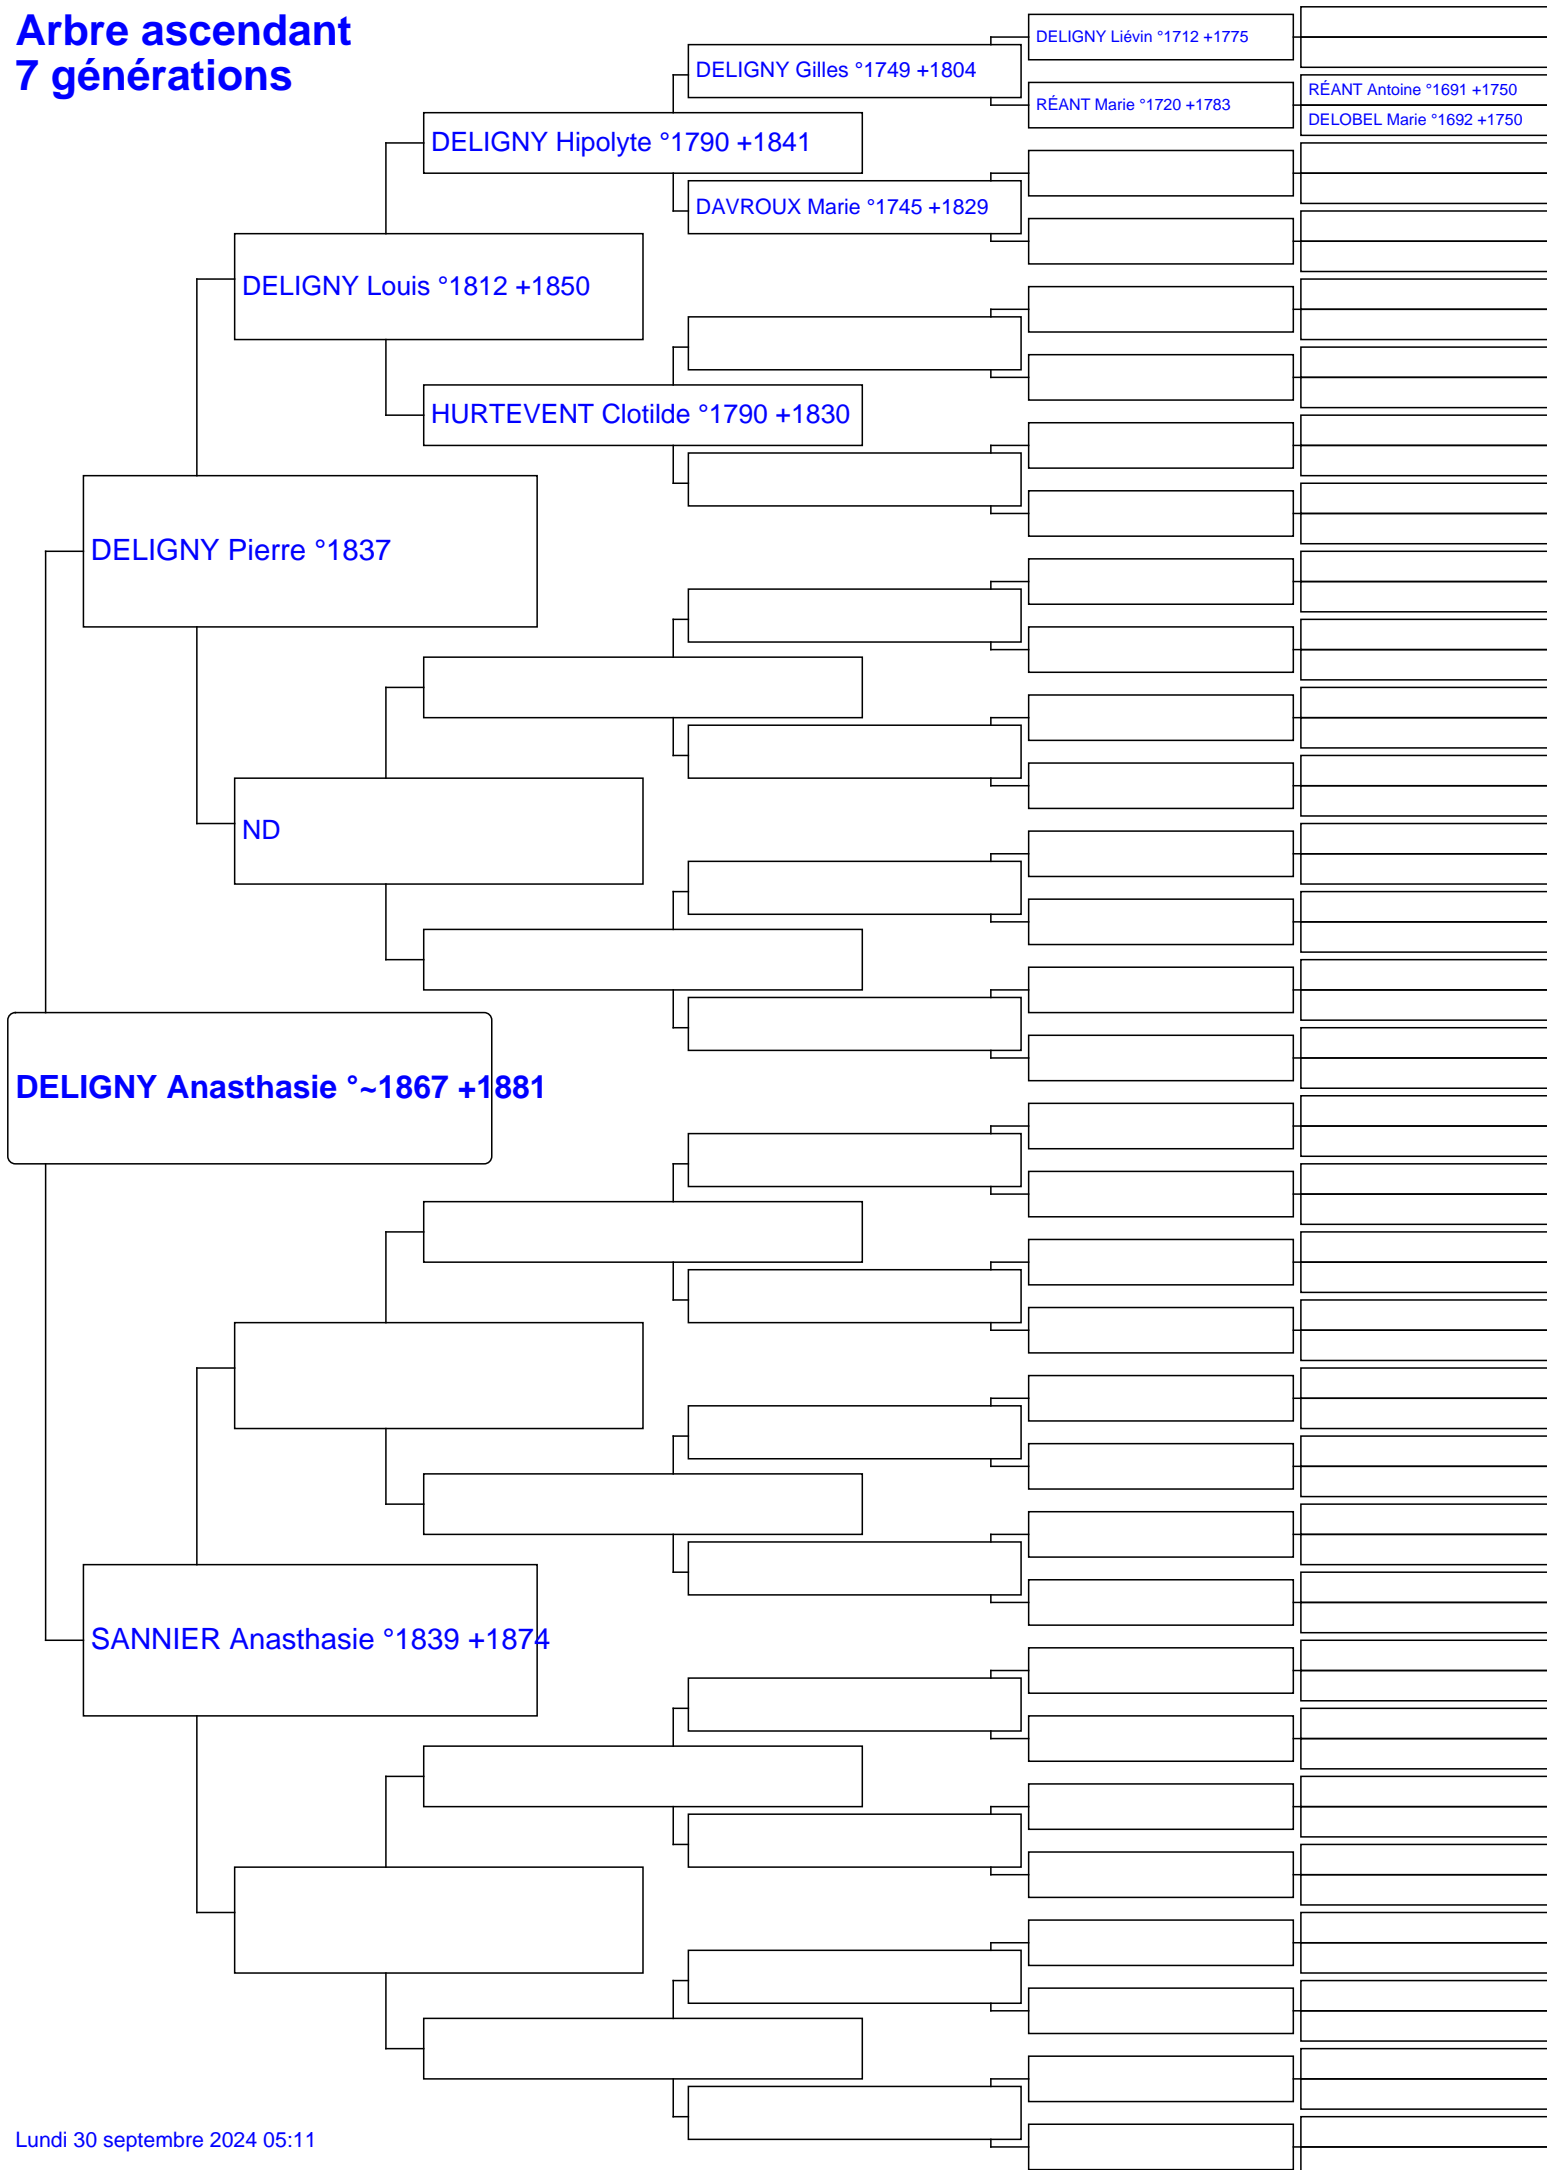 Arbre ascendant
7 générations
DELIGNY Liévin °1712 +1775
DELIGNY Gilles °1749 +1804
RÉANT Antoine °1691 +1750
RÉANT Marie °1720 +1783
DELOBEL Marie °1692 +1750
DELIGNY Hipolyte °1790 +1841
DAVROUX Marie °1745 +1829
DELIGNY Louis °1812 +1850
HURTEVENT Clotilde °1790 +1830
DELIGNY Pierre °1837
ND
DELIGNY Anasthasie °~1867 +1881
SANNIER Anasthasie °1839 +1874
Lundi 30 septembre 2024 05:11